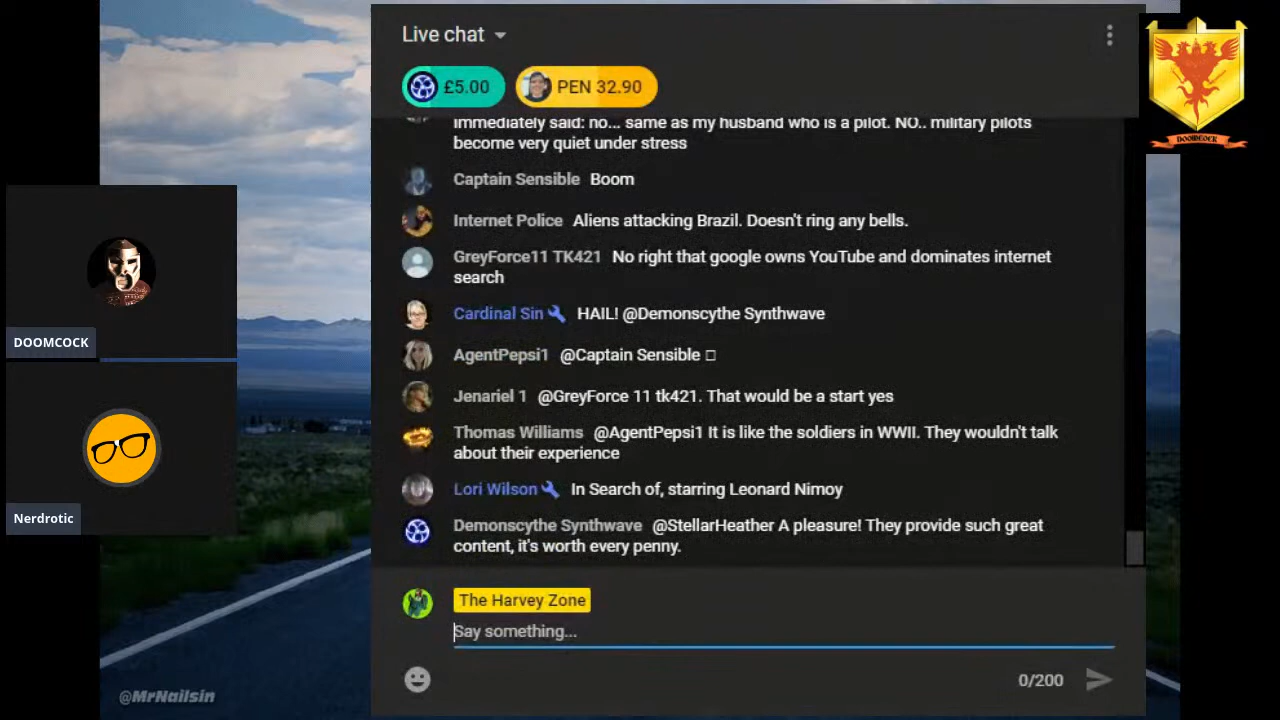 Live chat
£5.00 PEN 32.90
immediately said: no... same as my husband who is a pilot. NO.. military pilots
become very quiet under stress
Captain Sensible Boom
Internet Police Aliens attacking Brazil. Doesn't ring any bells.
GreyForce11 TK421 No right that google owns YouTube and dominates internet
search
Cardinal Sin HAIL! @Demonscythe Synthwave
AgentPepsi1 @Captain Sensible
Jenariel 1 @GreyForce 11 tk421. That would be a start yes
Thomas Williams @AgentPepsi1 It is like the soldiers in WWII. They wouldn't talk
about their experience
Lori Wilson In Search of, starring Leonard Nimoy
Demonscythe Synthwave @StellarHeather A pleasure! They provide such great
content, it's worth every penny.
The Harvey Zone
Say something...
0/200
DOOMCOCK
Nerdrotic
@MrNailsin
DOOMCOCK